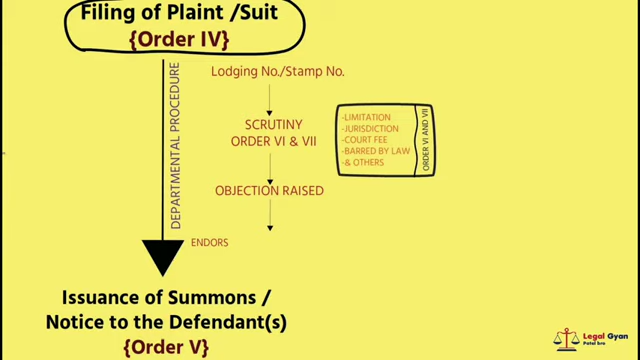 Filing of Plaint /Suit
{Order IV}
DEPARTMENTAL PROCEDURE
Lodging No./Stamp No.
SCRUTINY
ORDER VI & VII
-LIMITATION
-JURISDICTION
-COURT FEE
-BARRED BY LAW
-& OTHERS
ORDER VI AND VII
OBJECTION RAISED
ENDORS
Issuance of Summons /
Notice to the Defendant(s)
{Order V}
Legal Gyan
Patel Bro